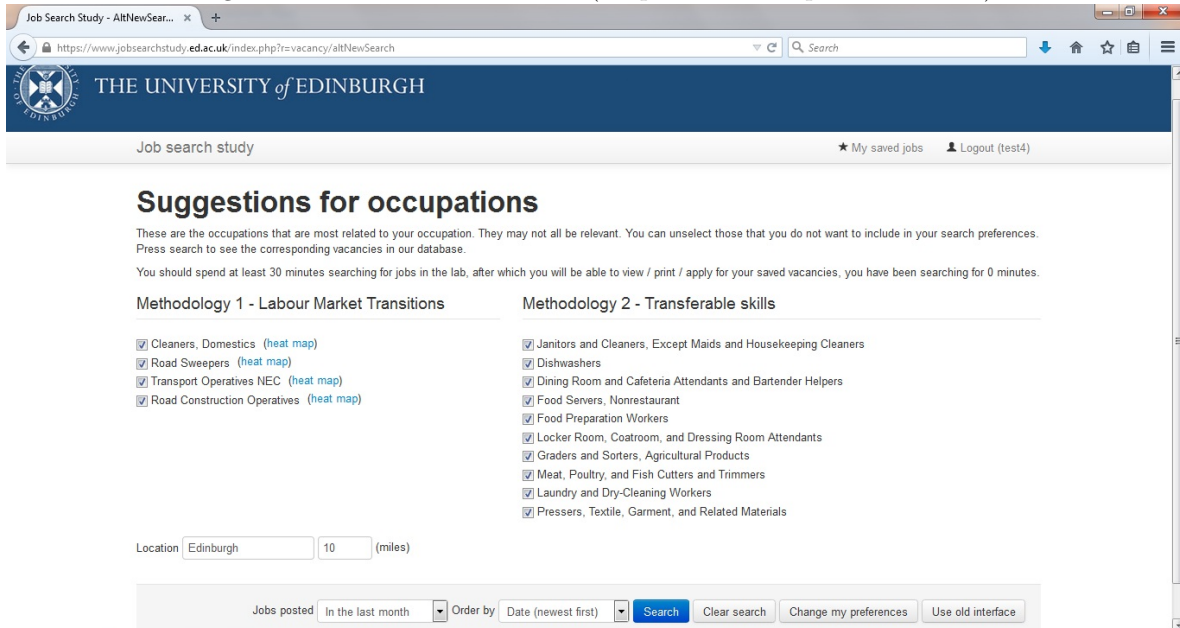 Job Search Study - AltNewSear...
https://www.jobsearchstudy.ed.ac.uk/index.php?r=vacancy/altNewSearch
Search
THE UNIVERSITY of EDINBURGH
Job search study
My saved jobs
Logout (test4)
Suggestions for occupations
These are the occupations that are most related to your occupation. They may not all be relevant. You can unselect those that you do not want to include in your search preferences.
Press search to see the corresponding vacancies in our database.
You should spend at least 30 minutes searching for jobs in the lab, after which you will be able to view / print / apply for your saved vacancies, you have been searching for 0 minutes.
Methodology 1 - Labour Market Transitions
Cleaners, Domestics (heat map)
Road Sweepers (heat map)
Transport Operatives NEC (heat map)
Road Construction Operatives (heat map)
Methodology 2 - Transferable skills
Janitors and Cleaners, Except Maids and Housekeeping Cleaners
Dishwashers
Dining Room and Cafeteria Attendants and Bartender Helpers
Food Servers, Nonrestaurant
Food Preparation Workers
Locker Room, Coatroom, and Dressing Room Attendants
Graders and Sorters, Agricultural Products
Meat, Poultry, and Fish Cutters and Trimmers
Laundry and Dry-Cleaning Workers
Pressers, Textile, Garment, and Related Materials
Location Edinburgh 10 (miles)
Jobs posted In the last month Order by Date (newest first) Search Clear search Change my preferences Use old interface